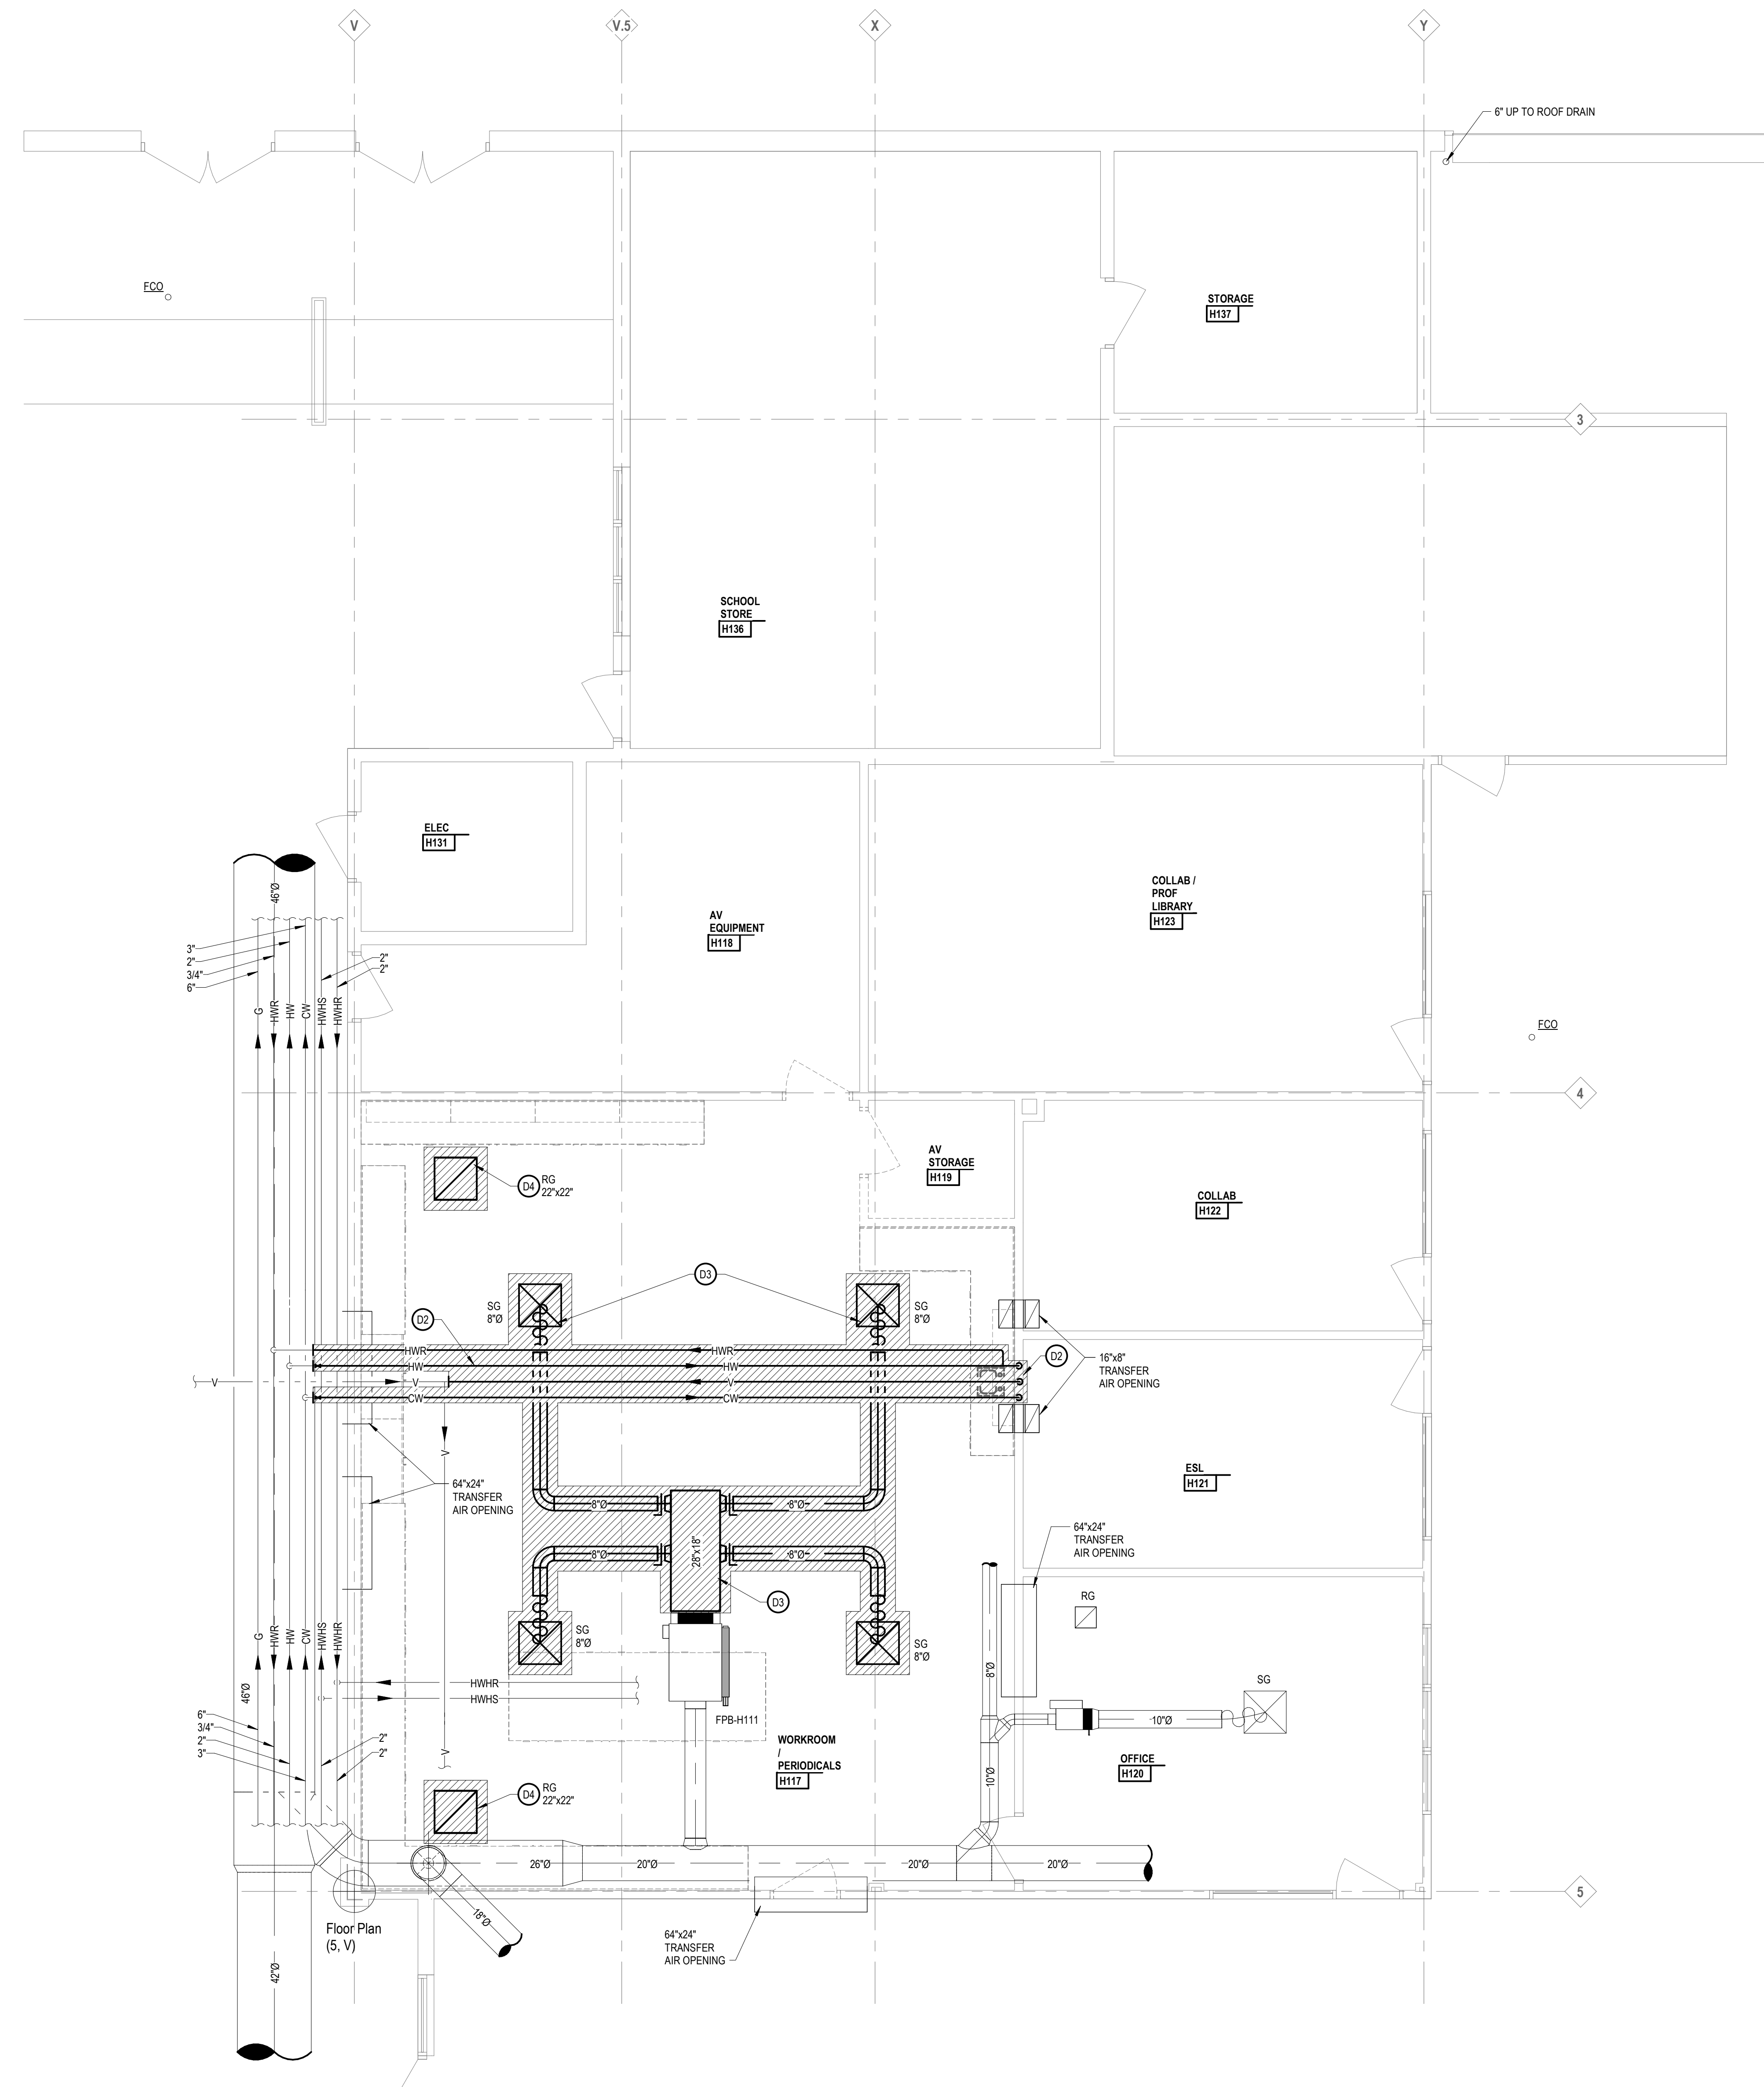 V
V.5
X
Y
6" UP TO ROOF DRAIN
FCO
STORAGE
H137
3
SCHOOL
STORE
H136
ELEC
H131
COLLAB /
PROF
LIBRARY
H123
AV
EQUIPMENT
H118
46"Ø
3"
2"
3/4"
6"
2"
2"
G
HWR
HW
CW
HWHS
HWHR
FCO
4
AV
STORAGE
H119
COLLAB
H122
D4
RG
22"x22"
D3
SG
8"Ø
SG
8"Ø
D2
HWR
HWR
HW
HW
V
V
V
CW
CW
D2
16"x8"
TRANSFER
AIR OPENING
V
64"x24"
TRANSFER
AIR OPENING
ESL
H121
8"Ø
8"Ø
28"x18"
8"Ø
8"Ø
64"x24"
TRANSFER
AIR OPENING
D3
RG
SG
8"Ø
SG
8"Ø
G
HWR
HW
CW
HWHS
HWHR
46"Ø
HWHR
HWHS
8"Ø
SG
6"
3/4"
2"
3"
2"
2"
V
FPB-H111
10"Ø
WORKROOM
/
PERIODICALS
H117
OFFICE
H120
10"Ø
D4
RG
22"x22"
26"Ø
20"Ø
20"Ø
20"Ø
5
18"Ø
Floor Plan
(5, V)
64"x24"
TRANSFER
AIR OPENING
42"Ø